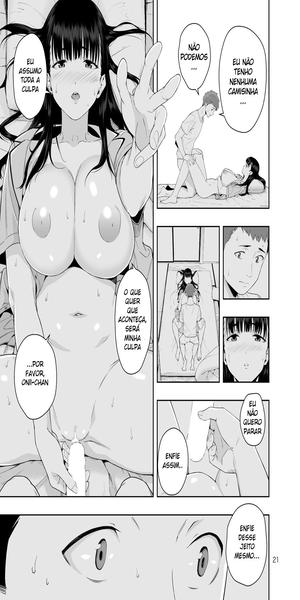 EU NÃO
TENHO
NENHUMA
CAMISINHA
...
NÃO
PODEMOS...
EU
ASSUMO
TODA A
CULPA
O QUE
QUER
QUE
ACONTEÇA,
SERÁ
MINHA
CULPA
...POR
FAVOR,
ONII-CHAN
EU
NÃO
QUERO
PARAR
ENFIE
ASSIM...
ENFIE
DESSE
JEITO
MESMO...
21